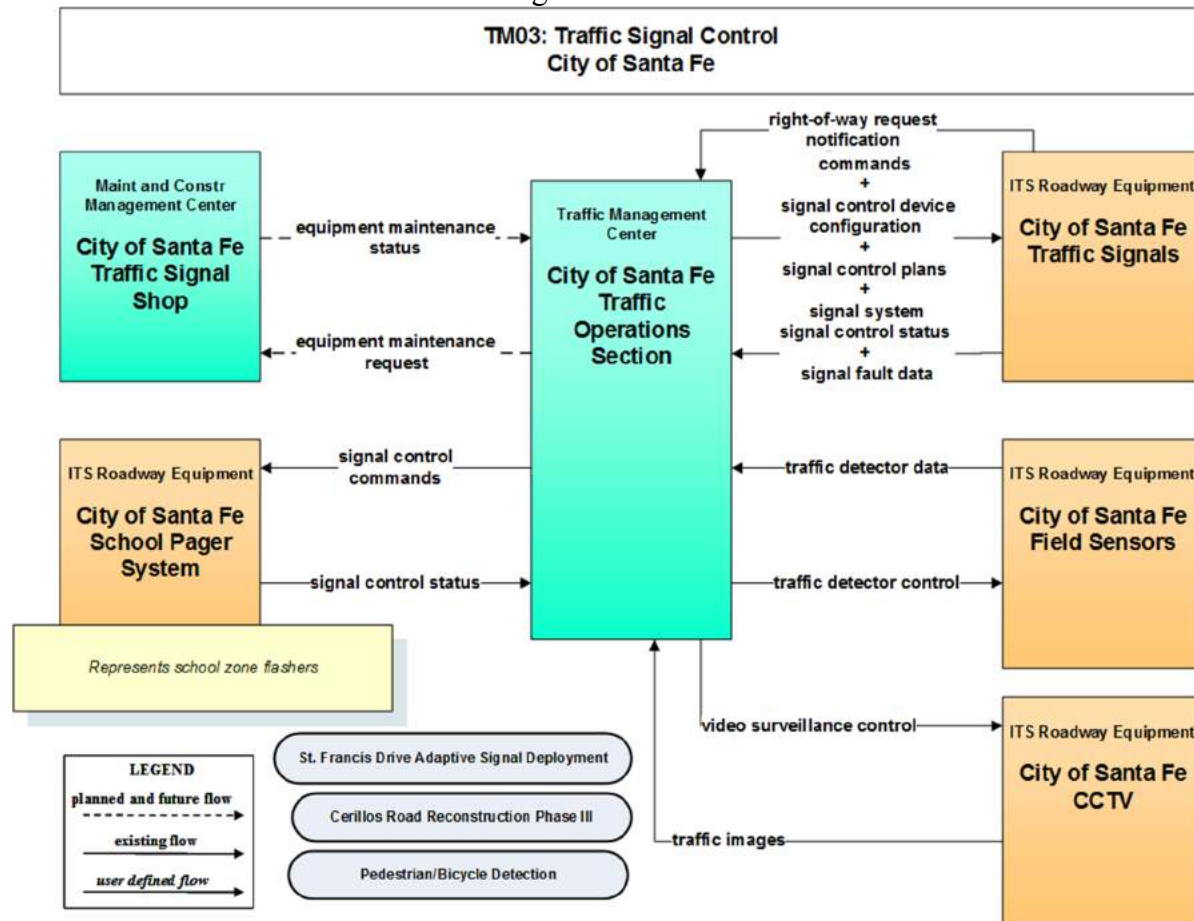 TM03: Traffic Signal Control
City of Santa Fe
Maint and Constr
Management Center
City of Santa Fe
Traffic Signal
Shop
equipment maintenance
status
equipment maintenance
request
Traffic Management
Center
City of Santa Fe
Traffic
Operations
Section
right-of-way request
notification
commands
+
signal control device
configuration
+
signal control plans
+
signal system
signal control status
+
signal fault data
ITS Roadway Equipment
City of Santa Fe
Traffic Signals
ITS Roadway Equipment
City of Santa Fe
School Pager
System
signal control
commands
signal control status
Represents school zone flashers
traffic detector data
traffic detector control
ITS Roadway Equipment
City of Santa Fe
Field Sensors
video surveillance control
traffic images
ITS Roadway Equipment
City of Santa Fe
CCTV
LEGEND
planned and future flow
existing flow
user defined flow
St. Francis Drive Adaptive Signal Deployment
Cerillos Road Reconstruction Phase III
Pedestrian/Bicycle Detection